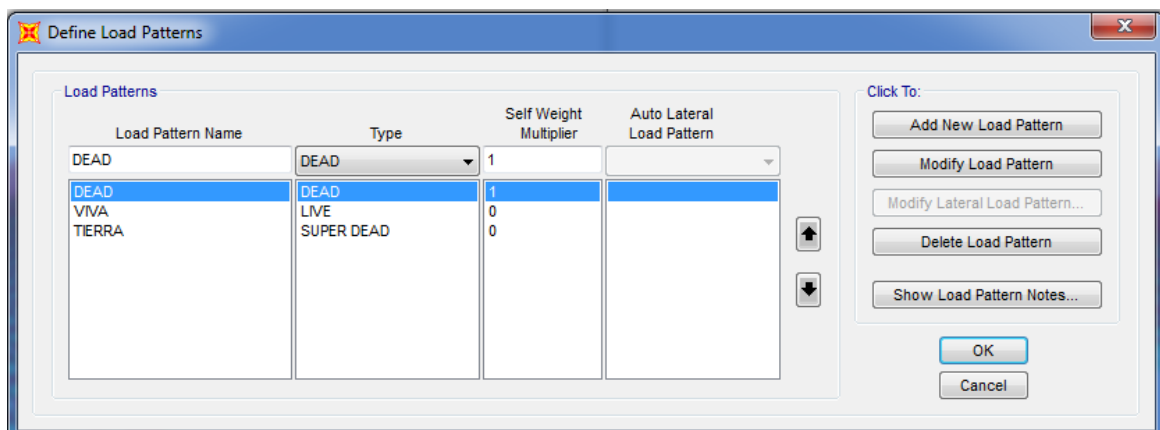 Define Load Patterns
Load Patterns
Click To:
Load Pattern Name Type Self Weight Multiplier Auto Lateral Load Pattern
DEAD DEAD 1
DEAD DEAD 1
VIVA LIVE 0
TIERRA SUPER DEAD 0
Add New Load Pattern
Modify Load Pattern
Modify Lateral Load Pattern...
Delete Load Pattern
Show Load Pattern Notes...
OK
Cancel